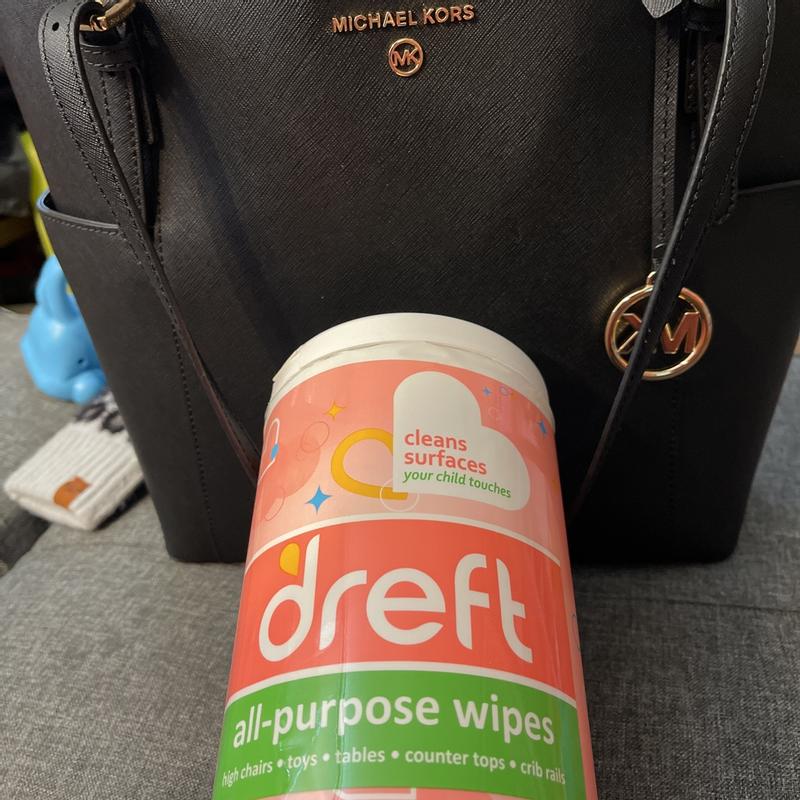 MICHAEL KORS
MK
MK
cleans
surfaces
your child touches
dreft
all-purpose wipes
high chairs • toys • tables • counter tops • crib rails